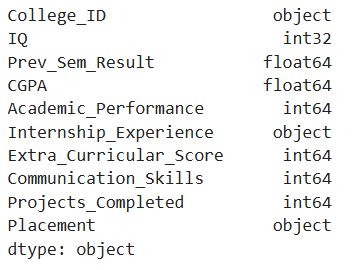 College_ID object
IQ int32
Prev_Sem_Result float64
CGPA float64
Academic_Performance int64
Internship_Experience object
Extra_Curricular_Score int64
Communication_Skills int64
Projects_Completed int64
Placement object
dtype: object